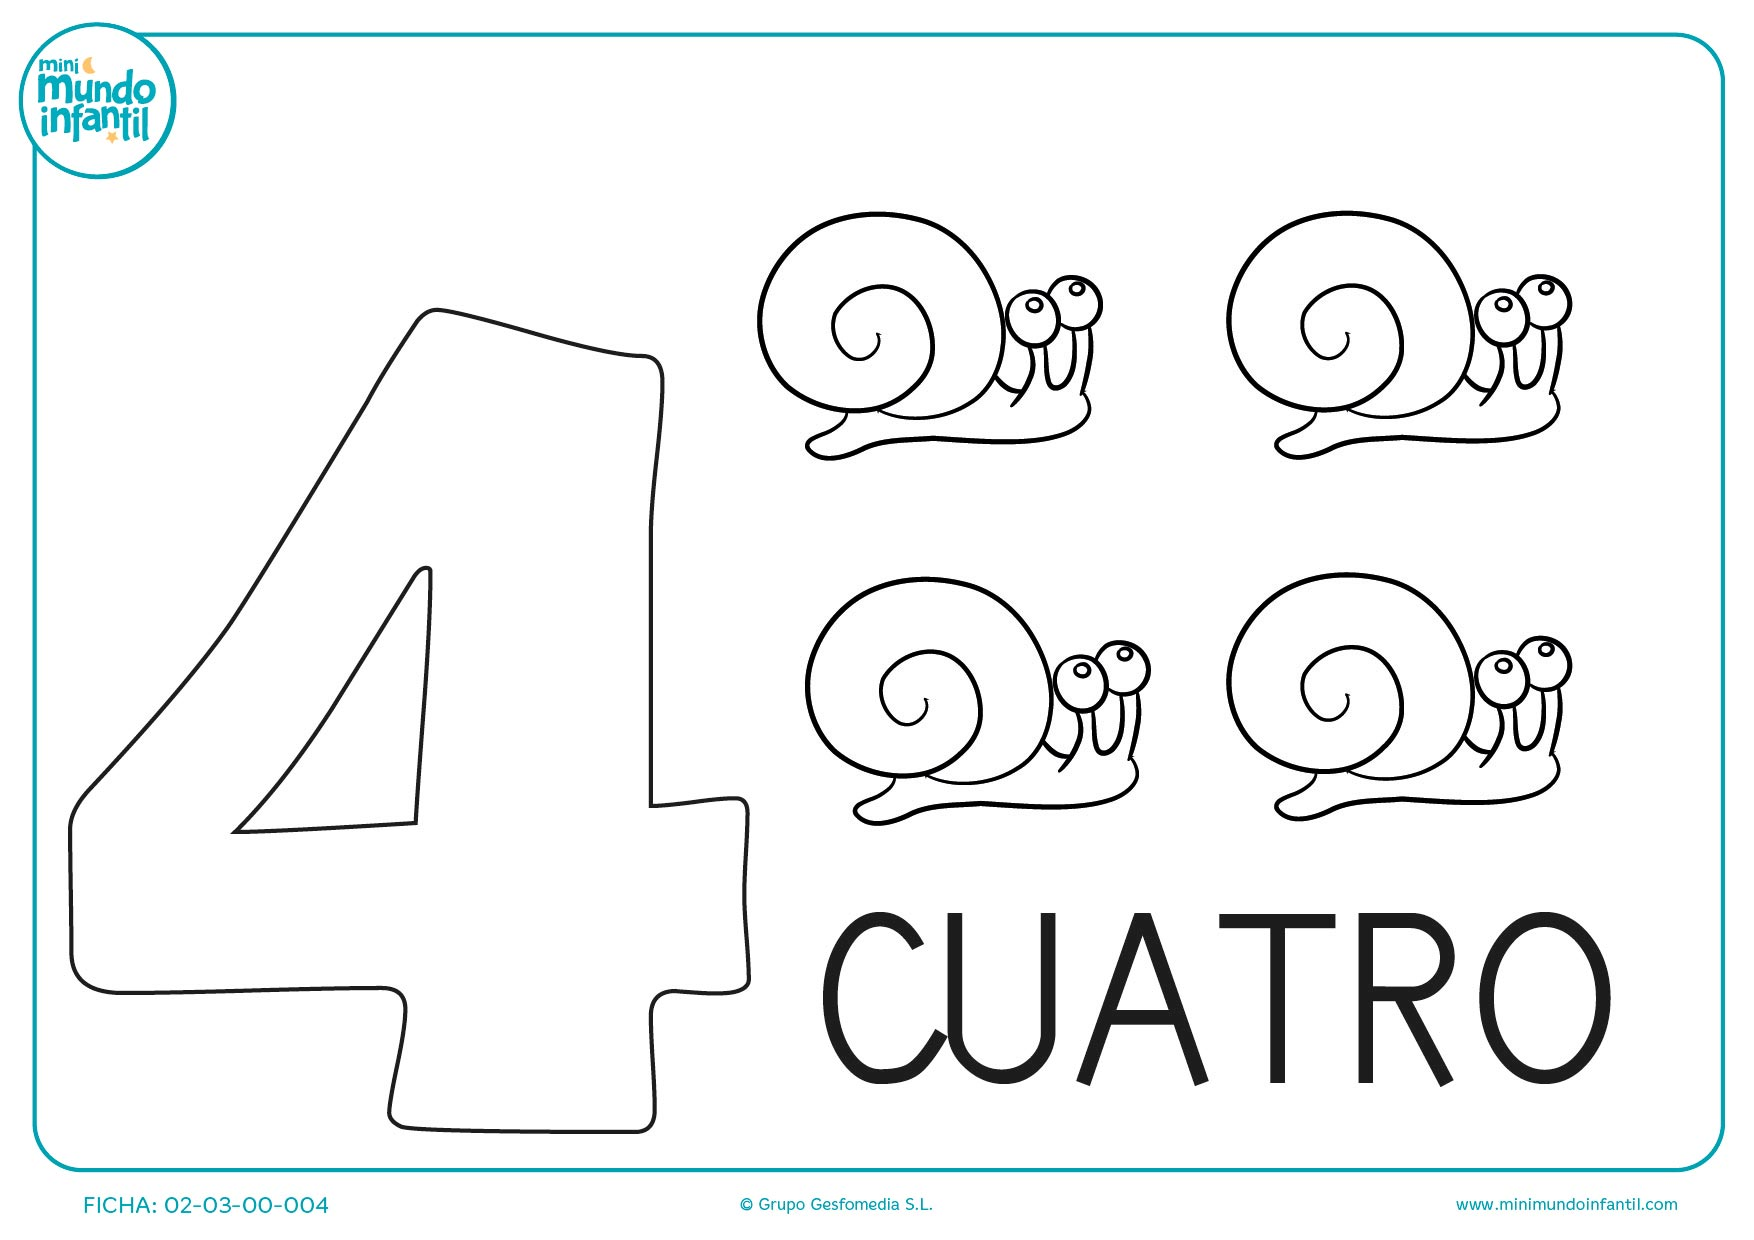 mini
mundo
infantil
4
CUATRO
FICHA: 02-03-00-004
© Grupo Gesfomedia S.L.
www.minimundoinfantil.com